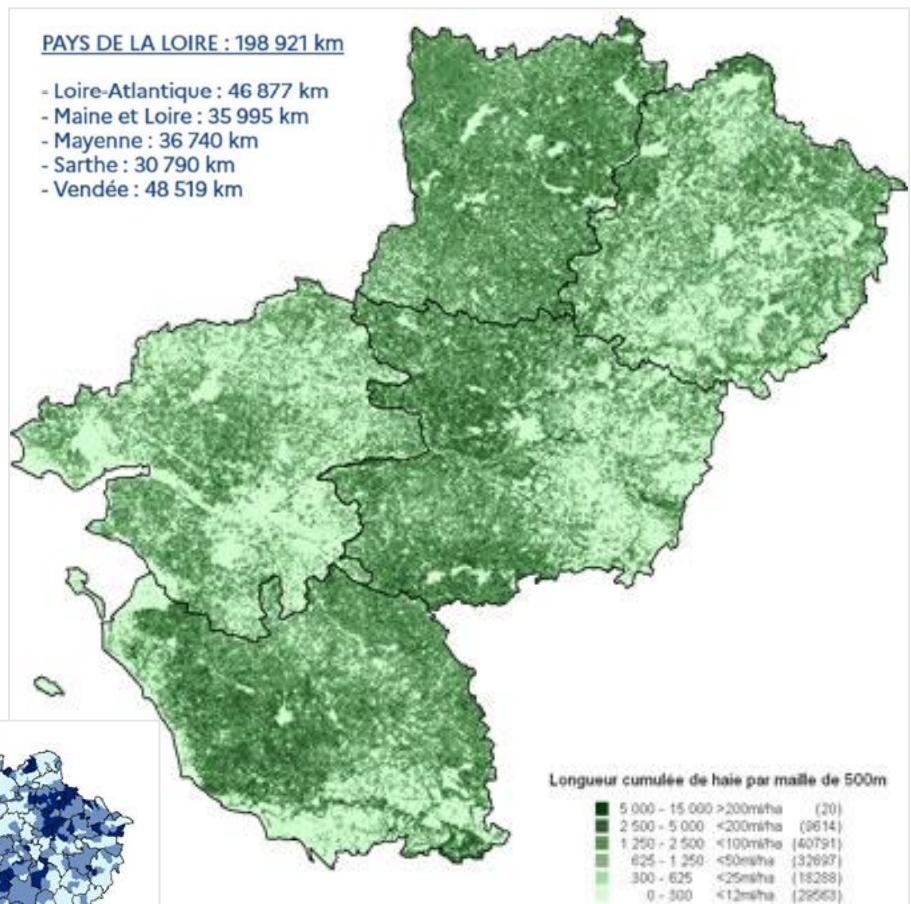 PAYS DE LA LOIRE : 198 921 km
- Loire-Atlantique : 46 877 km
- Maine et Loire : 35 995 km
- Mayenne : 36 740 km
- Sarthe : 30 790 km
- Vendée : 48 519 km
Longueur cumulée de haie par maille de 500m
5 000 - 15 000 >200ml/ha (20)
2 500 - 5 000 <200ml/ha (9614)
1 250 - 2 500 <100ml/ha (40791)
625 - 1 250 <50ml/ha (32697)
300 - 625 <25ml/ha (18288)
0 - 300 <12ml/ha (29563)